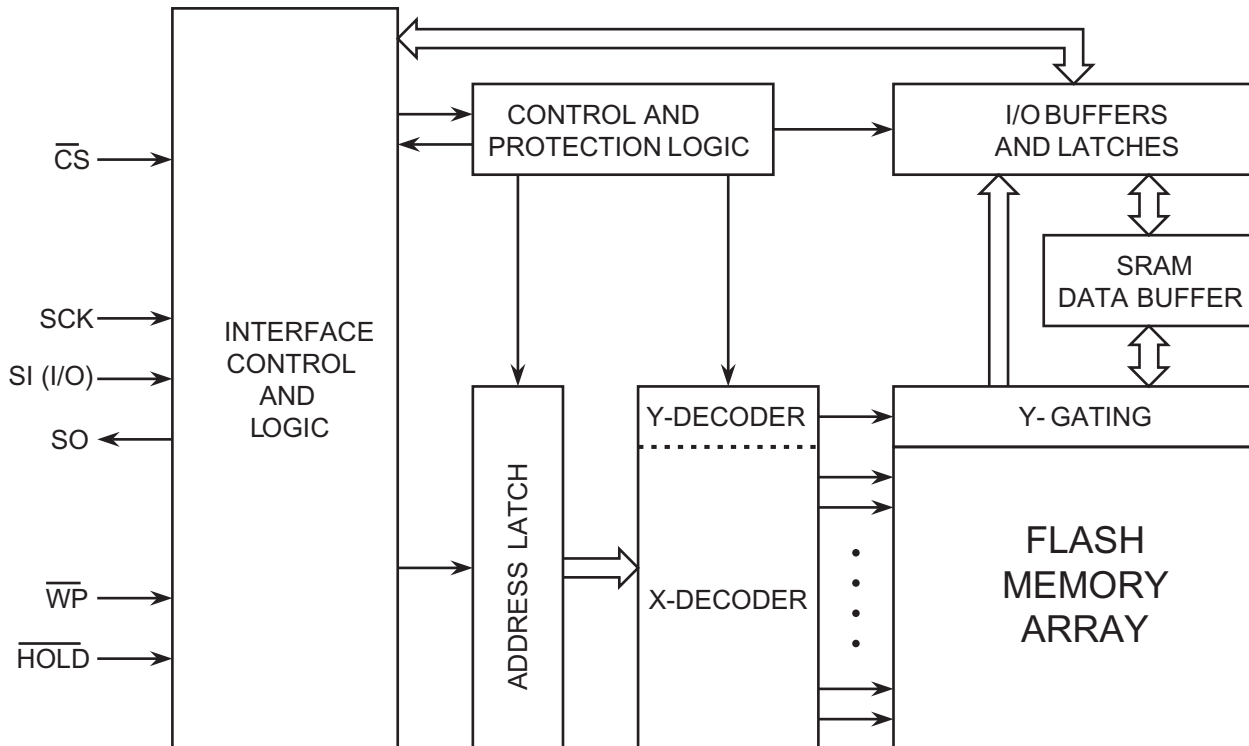 CONTROL AND
PROTECTION LOGIC
I/O BUFFERS
AND LATCHES
CS
SRAM
DATA BUFFER
SCK
INTERFACE
CONTROL
AND
LOGIC
SI (I/O)
SO
Y-DECODER
Y- GATING
ADDRESS LATCH
X-DECODER
FLASH
MEMORY
ARRAY
WP
HOLD